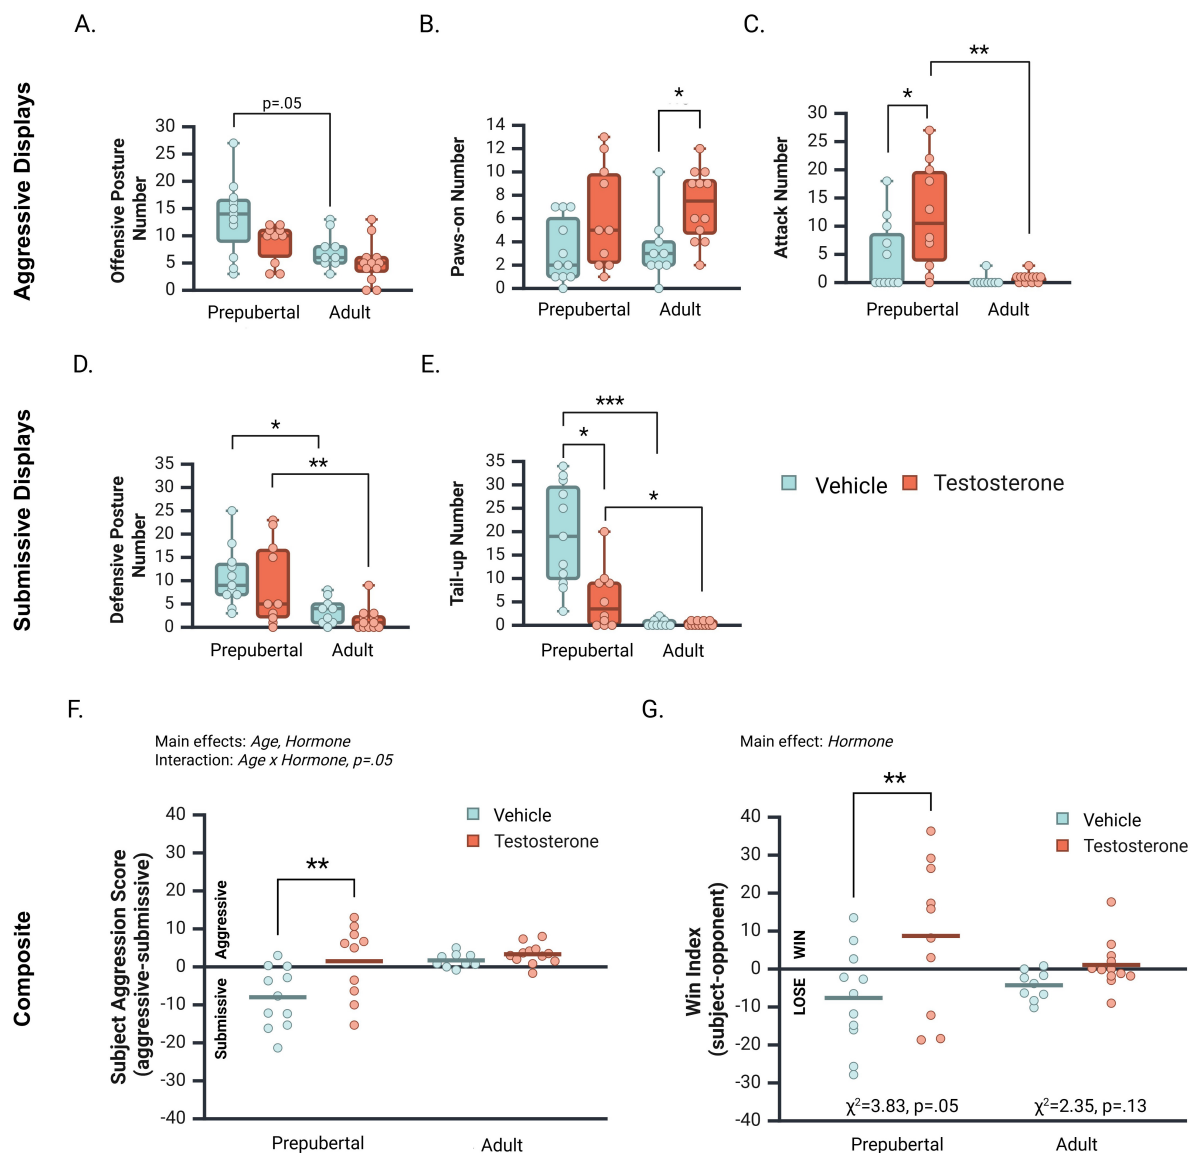 A.
B.
C.
Aggressive Displays
Offensive Posture
Number
30
25
20
15
10
5
0
p=.05
Prepubertal
Adult
Paws-on Number
14
12
10
8
6
4
2
0
*
Prepubertal
Adult
Attack Number
30
25
20
15
10
5
0
*
**
Prepubertal
Adult
D.
E.
Submissive Displays
Defensive Posture
Number
35
30
25
20
15
10
5
0
*
**
Prepubertal
Adult
Tail-up Number
35
30
25
20
15
10
5
0
***
*
*
Prepubertal
Adult
Vehicle
Testosterone
F.
G.
Composite
Main effects: Age, Hormone
Interaction: Age x Hormone, p=.05
Subject Aggression Score
(aggressive-submissive)
40
30
20
10
0
-10
-20
-30
-40
Aggressive
Submissive
**
Vehicle
Testosterone
Prepubertal
Adult
Main effect: Hormone
Win Index
(subject-opponent)
40
30
20
10
0
-10
-20
-30
-40
WIN
LOSE
**
Vehicle
Testosterone
χ²=3.83, p=.05
χ²=2.35, p=.13
Prepubertal
Adult